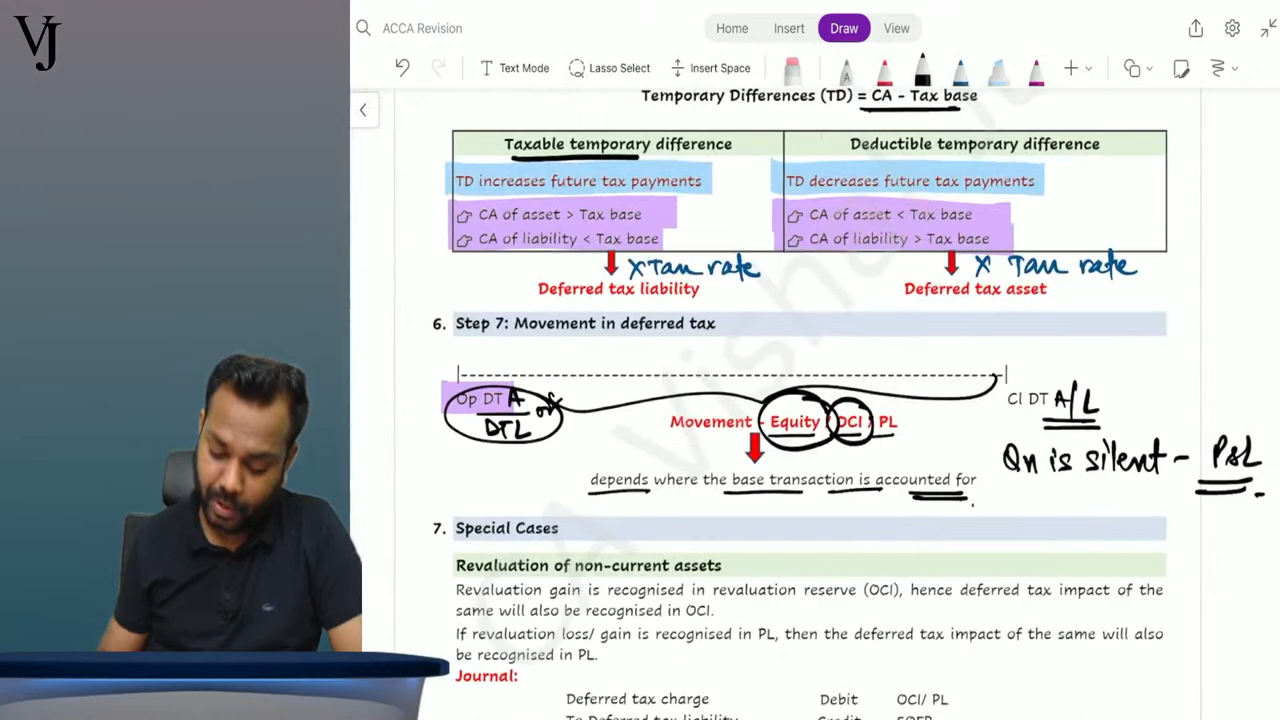 VJ
ACCA Revision
Home Insert Draw View
Text Mode Lasso Select Insert Space
Temporary Differences (TD) = CA - Tax base
Taxable temporary difference Deductible temporary difference
TD increases future tax payments TD decreases future tax payments
CA of asset > Tax base CA of asset < Tax base
CA of liability < Tax base CA of liability > Tax base
X Tax rate X Tax rate
Deferred tax liability Deferred tax asset
6. Step 7: Movement in deferred tax
Op DT A Cl DT A/L
DTL
Movement - Equity / OCI / PL
Qn is silent - P&L
depends where the base transaction is accounted for
7. Special Cases
Revaluation of non-current assets
Revaluation gain is recognised in revaluation reserve (OCI), hence deferred tax impact of the
same will also be recognised in OCI.
If revaluation loss/ gain is recognised in PL, then the deferred tax impact of the same will also
be recognised in PL.
Journal:
Deferred tax charge Debit OCI/ PL
To Deferred tax liability Credit SOFP